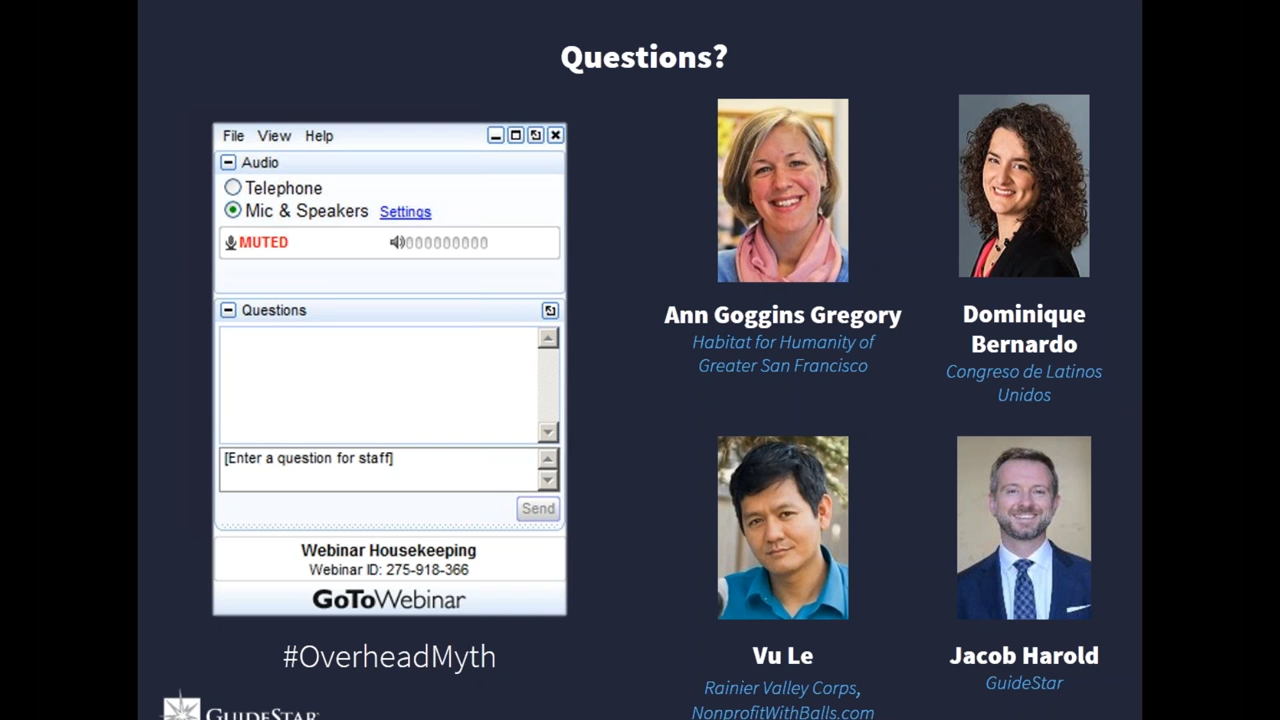 Questions?
File View Help
Audio
Telephone
Mic & Speakers Settings
MUTED
Questions
[Enter a question for staff]
Send
Webinar Housekeeping
Webinar ID: 275-918-366
GoToWebinar
#OverheadMyth
GUIDESTAR
Ann Goggins Gregory
Habitat for Humanity of
Greater San Francisco
Dominique
Bernardo
Congreso de Latinos
Unidos
Vu Le
Rainier Valley Corps,
NonprofitWithBalls.com
Jacob Harold
GuideStar